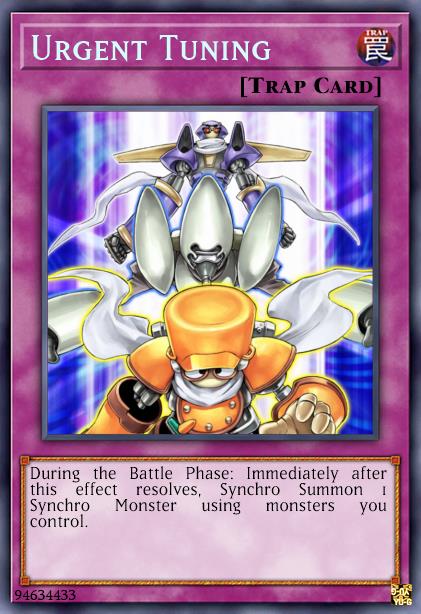 Urgent Tuning
TRAP
罠
[Trap Card]
During the Battle Phase: Immediately after
this effect resolves, Synchro Summon 1
Synchro Monster using monsters you
control.
94634433